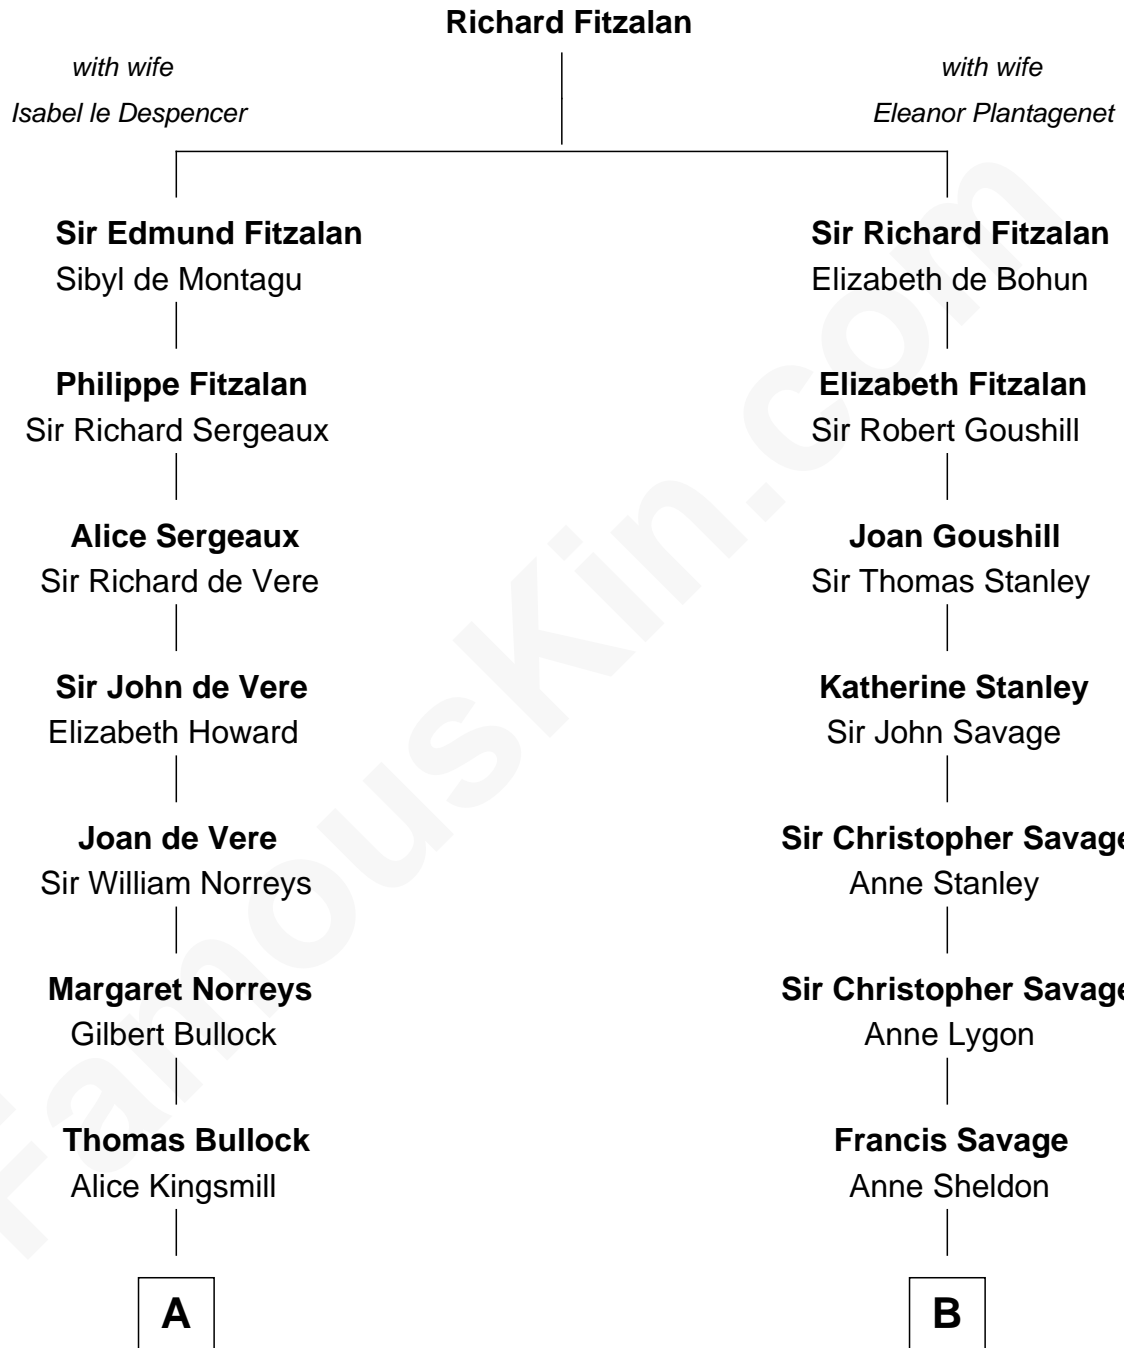 Richard Fitzalan
with wife
Isabel le Despencer
with wife
Eleanor Plantagenet
Sir Edmund Fitzalan
Sibyl de Montagu
Sir Richard Fitzalan
Elizabeth de Bohun
Philippe Fitzalan
Sir Richard Sergeaux
Elizabeth Fitzalan
Sir Robert Goushill
Alice Sergeaux
Sir Richard de Vere
Joan Goushill
Sir Thomas Stanley
Sir John de Vere
Elizabeth Howard
Katherine Stanley
Sir John Savage
Joan de Vere
Sir William Norreys
Sir Christopher Savage
Anne Stanley
Margaret Norreys
Gilbert Bullock
Sir Christopher Savage
Anne Lygon
Thomas Bullock
Alice Kingsmill
Francis Savage
Anne Sheldon
A
B
FamousKin.com